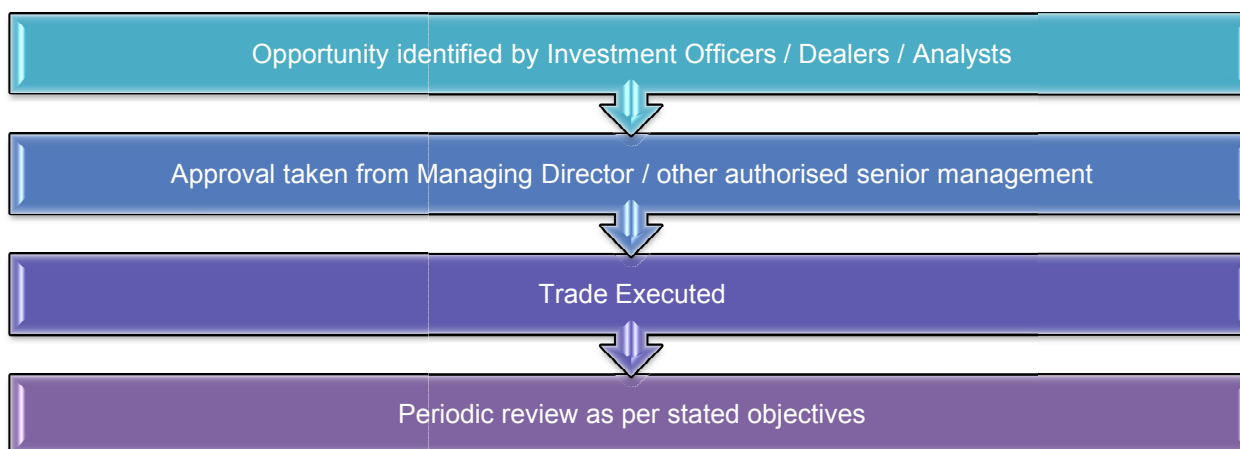 Opportunity identified by Investment Officers / Dealers / Analysts
Approval taken from Managing Director / other authorised senior management
Trade Executed
Periodic review as per stated objectives